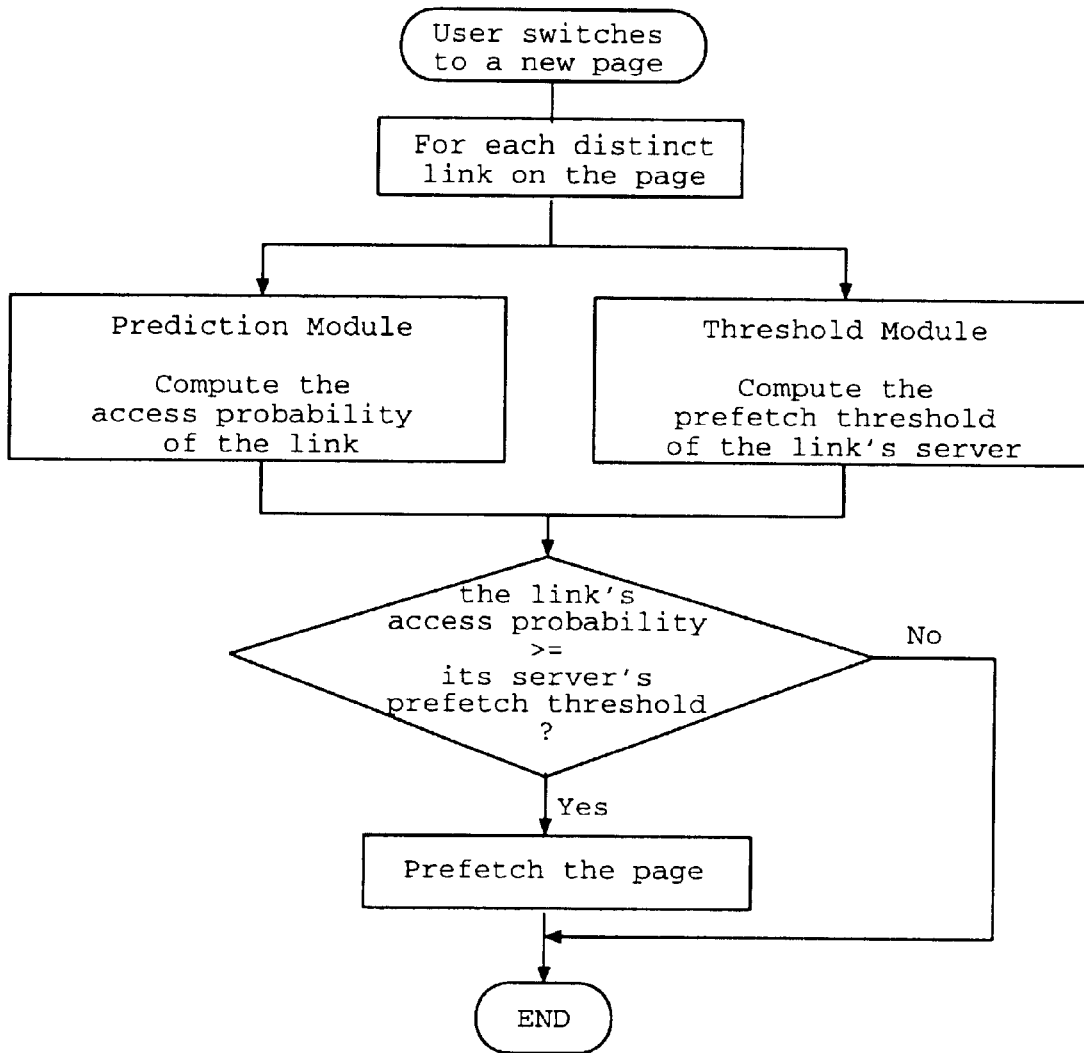 User switches
to a new page
For each distinct
link on the page
Prediction Module
Compute the
access probability
of the link
Threshold Module
Compute the
prefetch threshold
of the link's server
the link's
access probability
>=
its server's
prefetch threshold
?
No
Yes
Prefetch the page
END